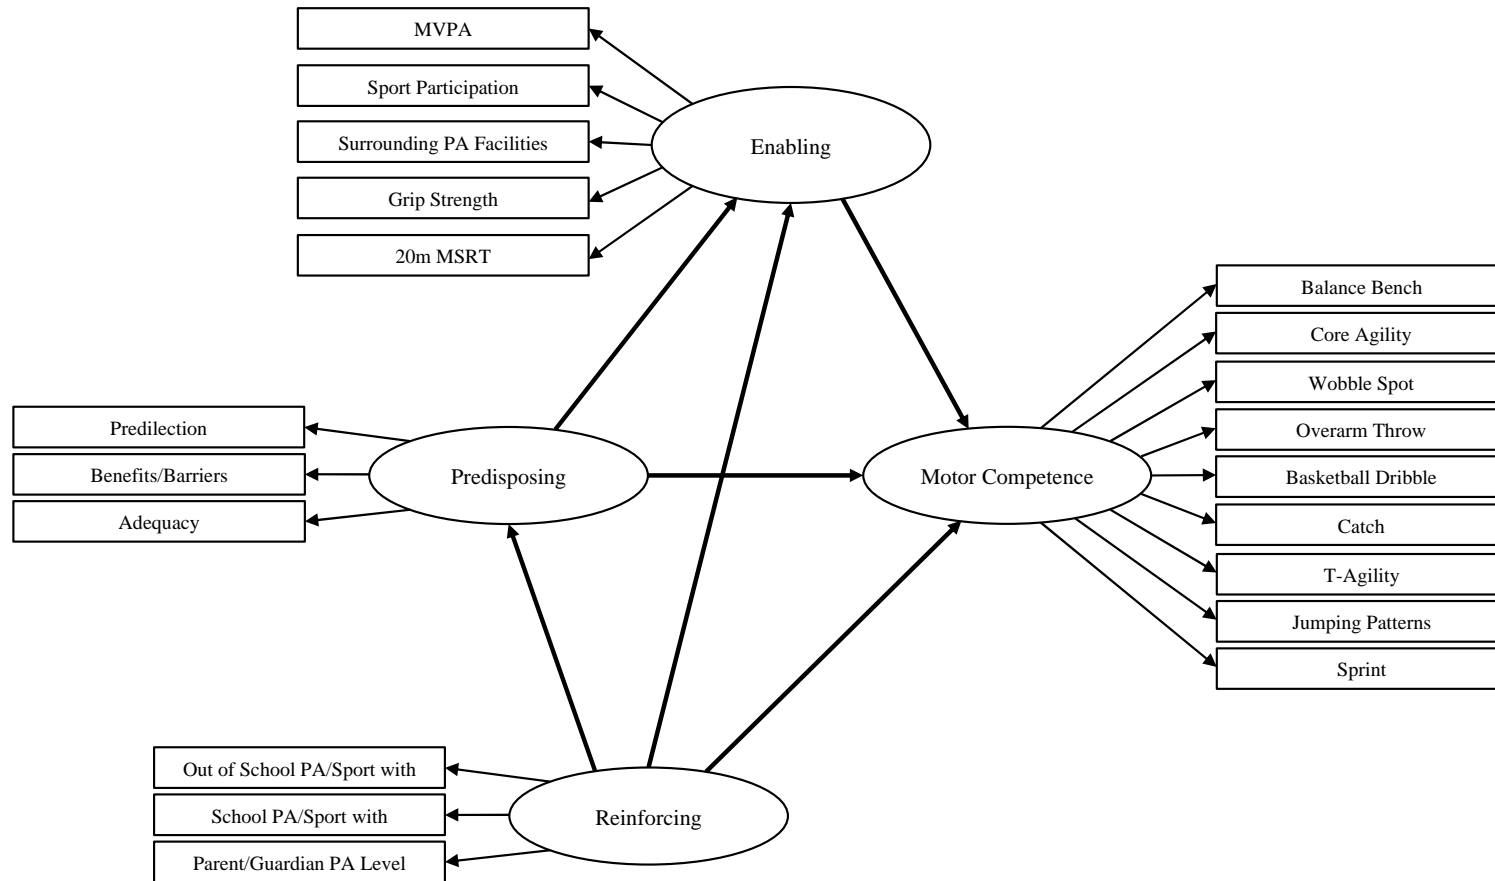 MVPA
Sport Participation
Surrounding PA Facilities
Grip Strength
20m MSRT
Enabling
Balance Bench
Core Agility
Wobble Spot
Overarm Throw
Basketball Dribble
Catch
T-Agility
Jumping Patterns
Sprint
Motor Competence
Predilection
Benefits/Barriers
Adequacy
Predisposing
Out of School PA/Sport with
School PA/Sport with
Parent/Guardian PA Level
Reinforcing